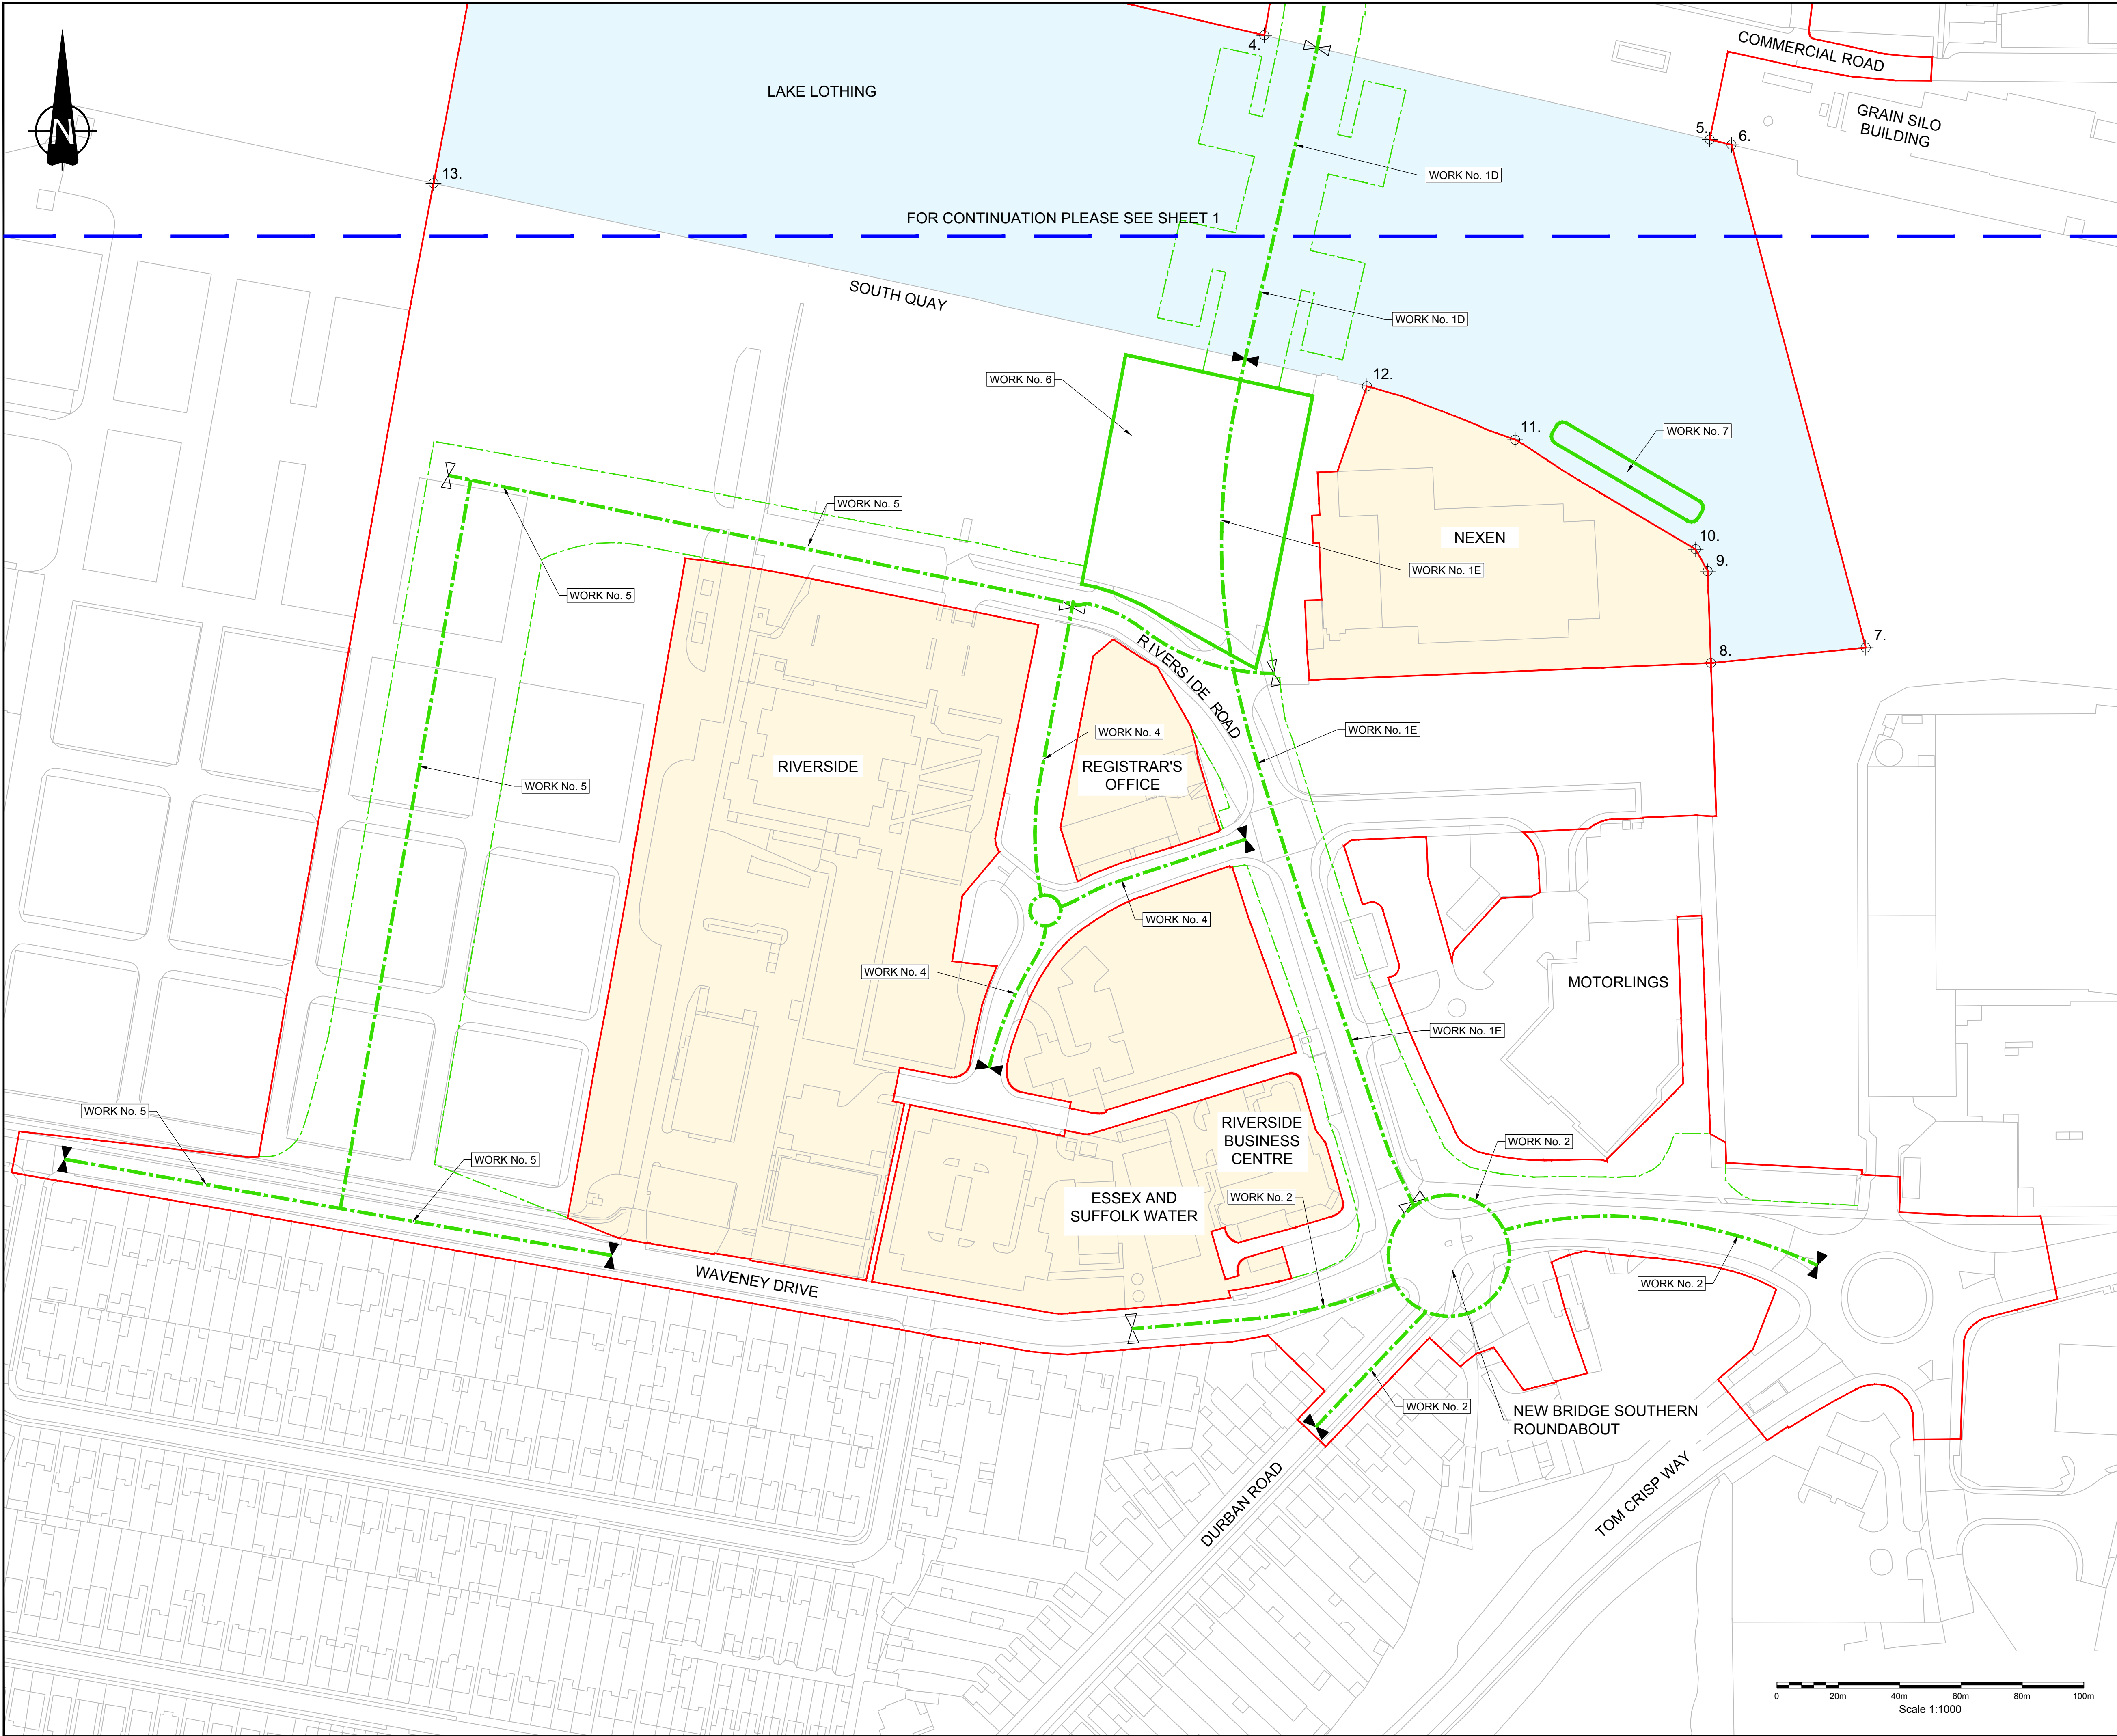 4.
COMMERCIAL ROAD
LAKE LOTHING
GRAIN SILO
BUILDING
5.
6.
N
13.
WORK No. 1D
FOR CONTINUATION PLEASE SEE SHEET 1
SOUTH QUAY
WORK No. 1D
WORK No. 6
12.
11.
WORK No. 7
WORK No. 5
NEXEN
10.
9.
WORK No. 1E
WORK No. 5
RIVERSIDE ROAD
7.
8.
WORK No. 4
WORK No. 1E
RIVERSIDE
REGISTRAR'S
OFFICE
WORK No. 5
WORK No. 4
WORK No. 4
MOTORLINGS
WORK No. 1E
WORK No. 5
RIVERSIDE
BUSINESS
CENTRE
WORK No. 2
WORK No. 5
ESSEX AND
SUFFOLK WATER
WORK No. 2
WAVENEY DRIVE
WORK No. 2
WORK No. 2
NEW BRIDGE SOUTHERN
ROUNDABOUT
DURBAN ROAD
TOM CRISP WAY
0 20m 40m 60m 80m 100m
Scale 1:1000